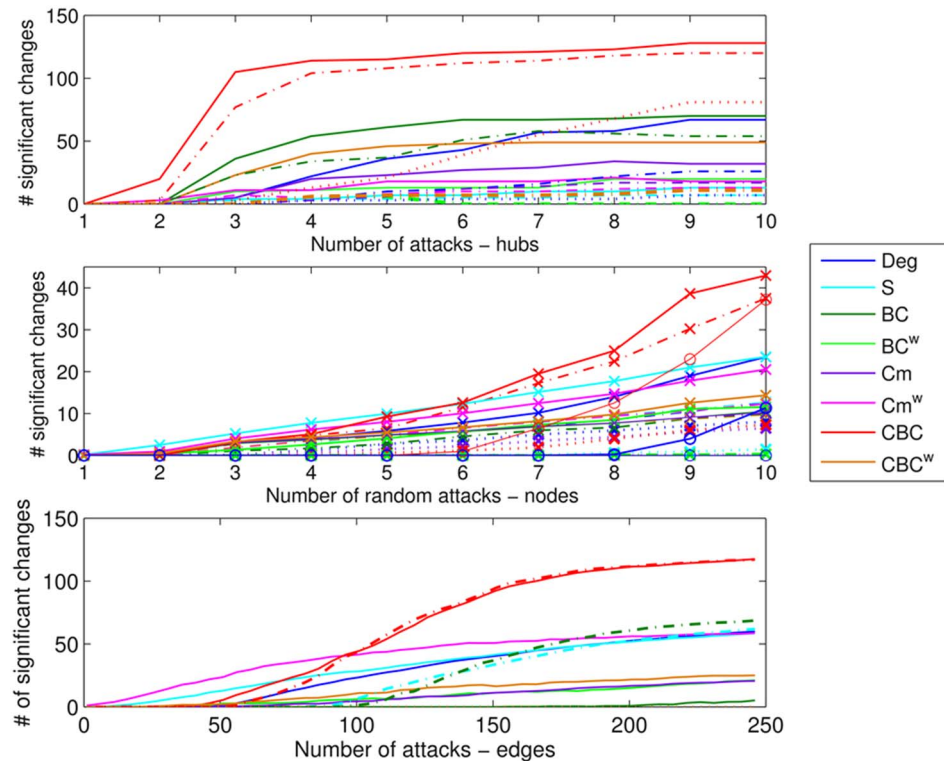 150
100
50
0
# significant changes
1 2 3 4 5 6 7 8 9 10
Number of attacks - hubs
40
30
20
10
0
# significant changes
1 2 3 4 5 6 7 8 9 10
Number of random attacks - nodes
Deg
S
BC
BC^w
Cm
Cm^w
CBC
CBC^w
150
100
50
0
# of significant changes
0 50 100 150 200 250
Number of attacks - edges